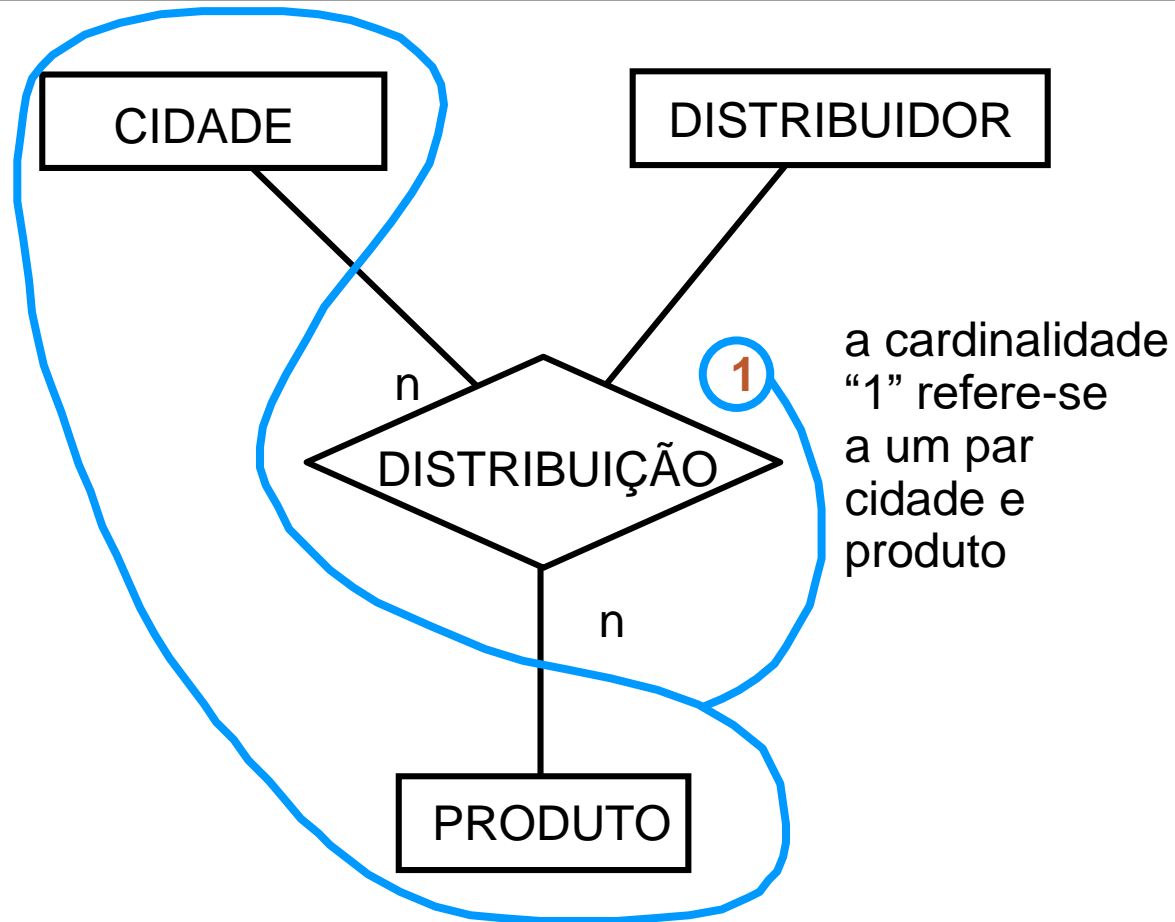 CIDADE
DISTRIBUIDOR
n
1
a cardinalidade
“1” refere-se
a um par
cidade e
produto
DISTRIBUIÇÃO
n
PRODUTO